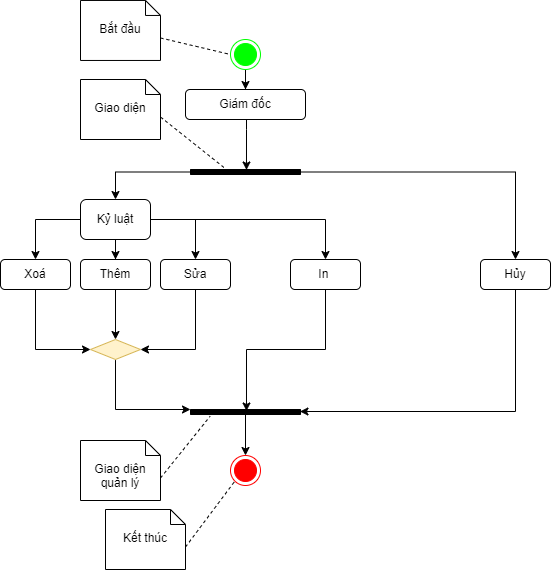 Bắt đầu
Giám đốc
Giao diện
Kỷ luật
Xoá
Thêm
Sửa
In
Hủy
Giao diện
quản lý
Kết thúc